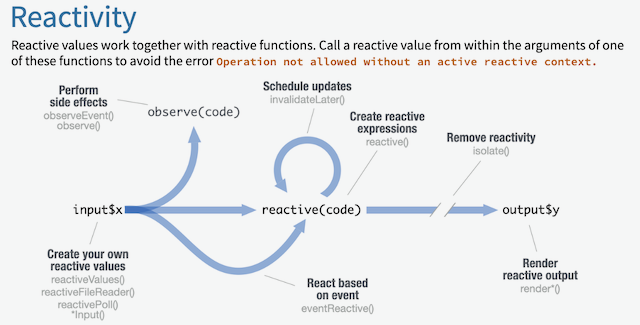 Reactivity
Reactive values work together with reactive functions. Call a reactive value from within the arguments of one
of these functions to avoid the error Operation not allowed without an active reactive context.
Perform
side effects
observeEvent()
observe()
observe(code)
Schedule updates
invalidateLater()
Create reactive
expressions
reactive()
Remove reactivity
isolate()
input$x
reactive(code)
output$y
Create your own
reactive values
reactiveValues()
reactiveFileReader()
reactivePoll()
*Input()
React based
on event
eventReactive()
Render
reactive output
render*()